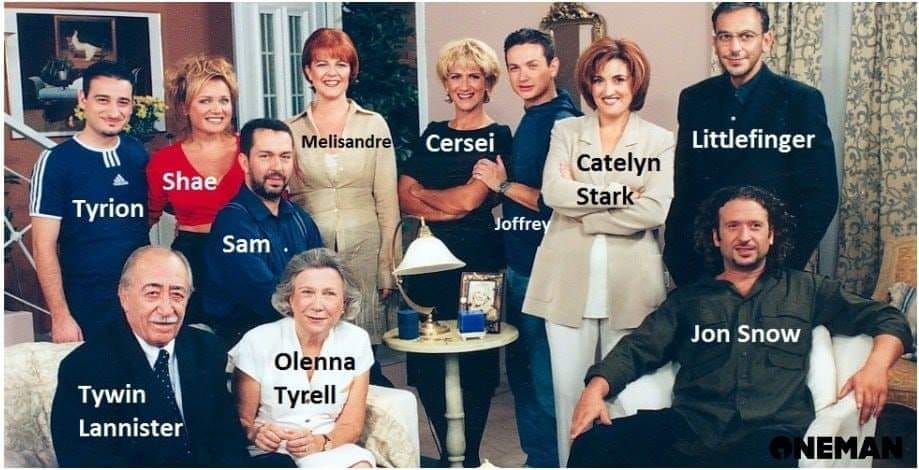 Melisandre
Cersei
Littlefinger
Catelyn
Stark
Shae
Tyrion
Joffrey
Sam
Jon Snow
Olenna
Tyrell
Tywin
Lannister
ONEMAN